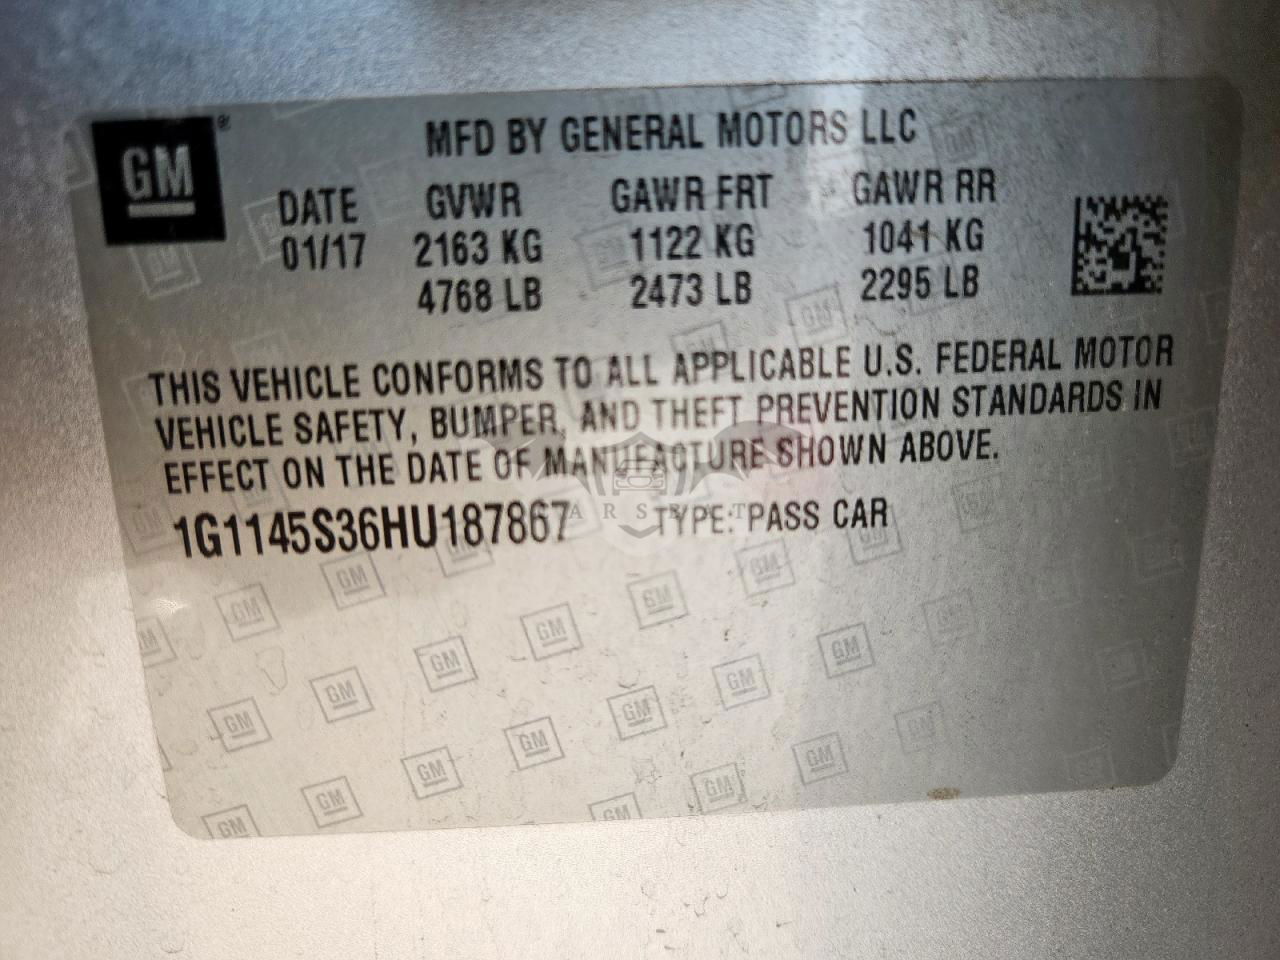 GM®
MFD BY GENERAL MOTORS LLC
DATE GVWR GAWR FRT GAWR RR
01/17 2163 KG 1122 KG 1041 KG
4768 LB 2473 LB 2295 LB
THIS VEHICLE CONFORMS TO ALL APPLICABLE U.S. FEDERAL MOTOR
VEHICLE SAFETY, BUMPER, AND THEFT PREVENTION STANDARDS IN
EFFECT ON THE DATE OF MANUFACTURE SHOWN ABOVE.
1G1145S36HU187867 TYPE: PASS CAR